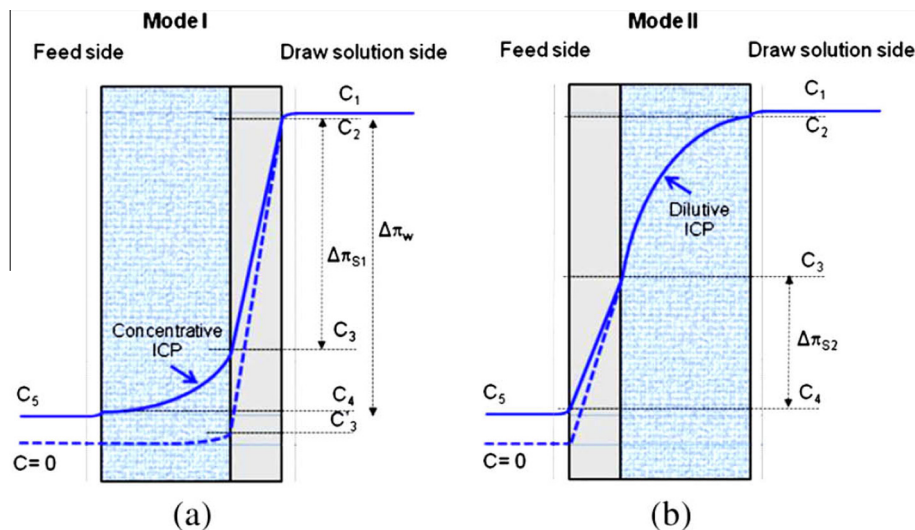 Mode I
Feed side
Draw solution side
C1
C2
Δπw
Δπs1
C3
Concentrative
ICP
C5
C4
C'3
C= 0
(a)
Mode II
Feed side
Draw solution side
C1
C2
Dilutive
ICP
C3
Δπs2
C5
C4
C= 0
(b)